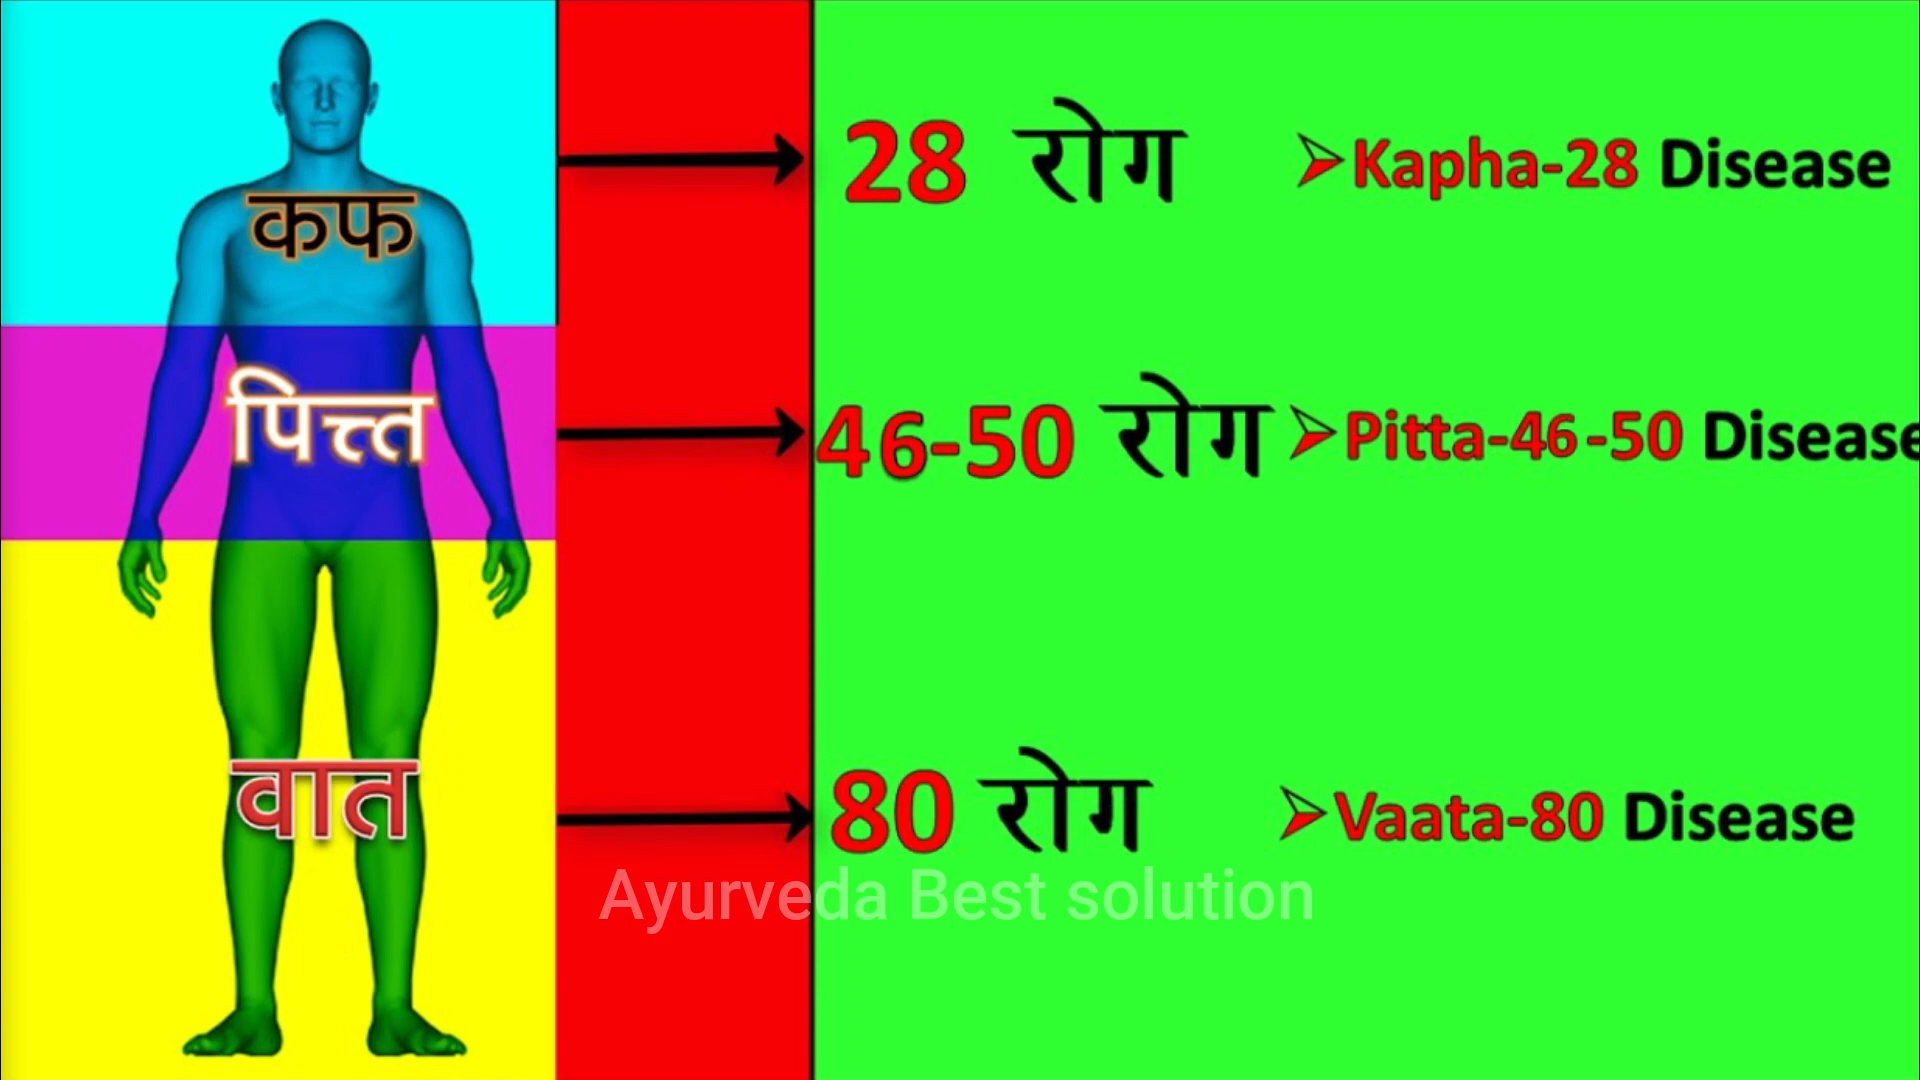 कफ
28 रोग
Kapha-28 Disease
पित्त
46-50 रोग
Pitta-46-50 Disease
वात
80 रोग
Vaata-80 Disease
Ayurveda Best solution